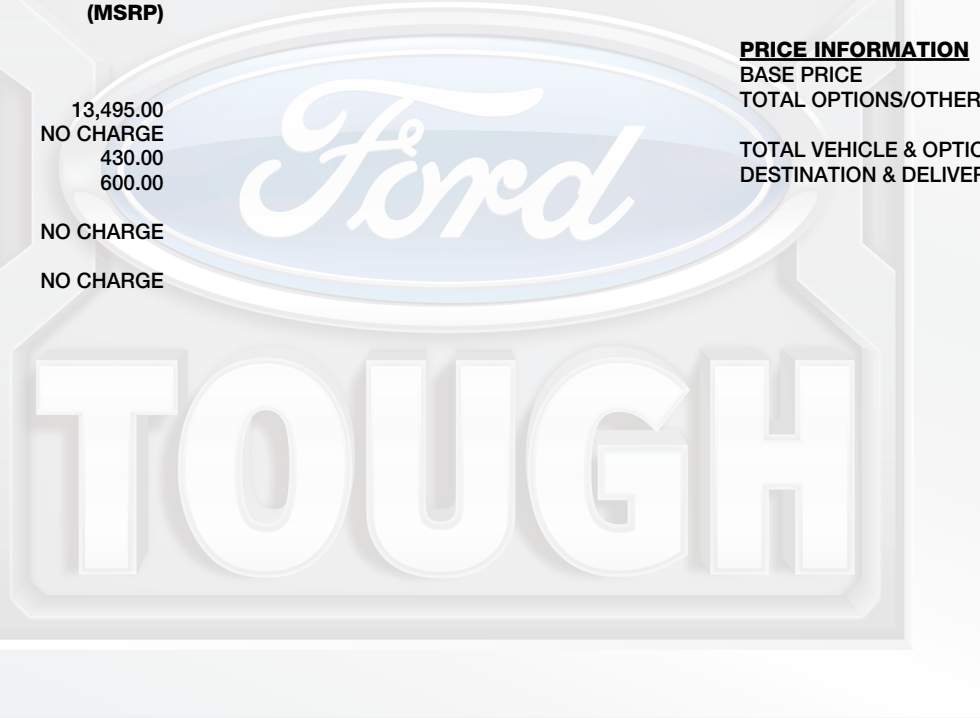 (MSRP)
13,495.00
NO CHARGE
430.00
600.00
NO CHARGE
NO CHARGE
PRICE INFORMATION
BASE PRICE
TOTAL OPTIONS/OTHER
TOTAL VEHICLE & OPTIO
DESTINATION & DELIVER
Ford
TOUGH